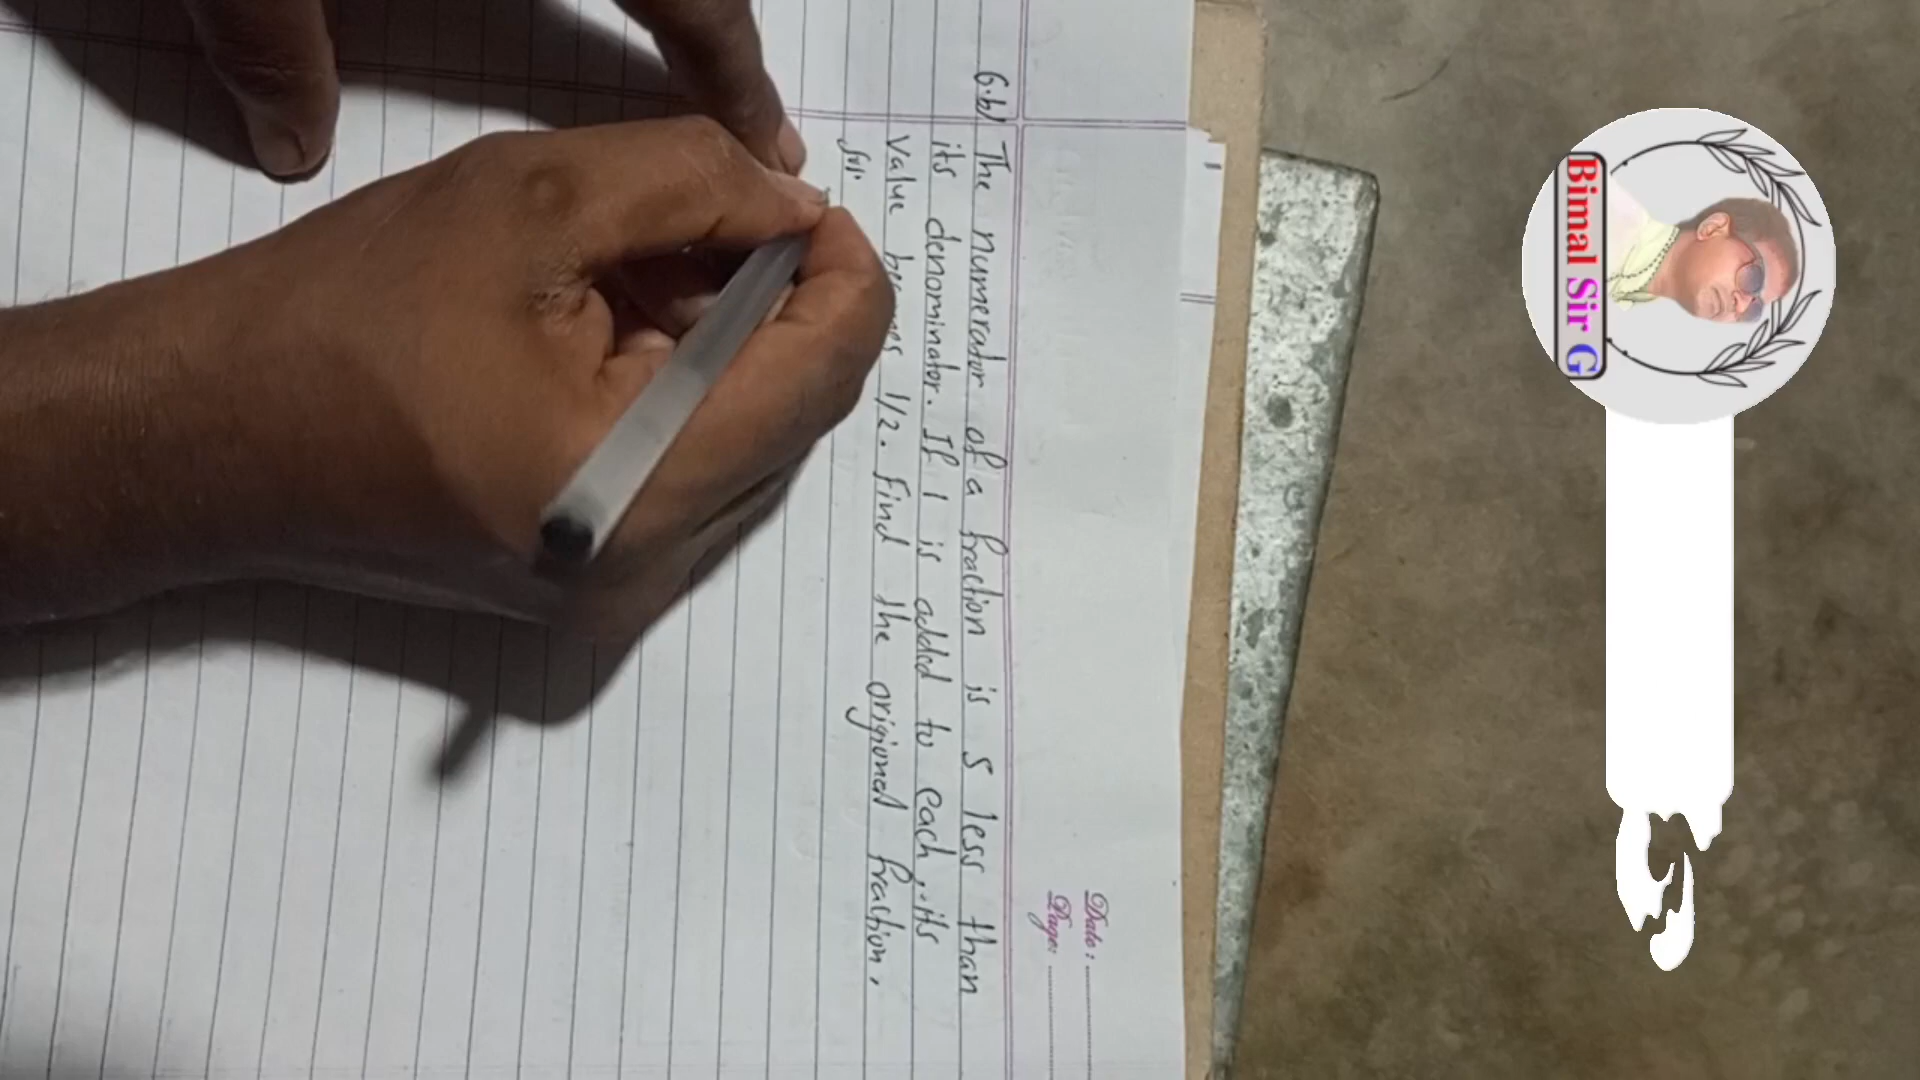 6.b) The numerator of a fraction is 5 less than
its denominator. If 1 is added to each, its
value becomes 1/2. Find the origional fraction.
Sol:
Date:
Page:
Bimal Sir G